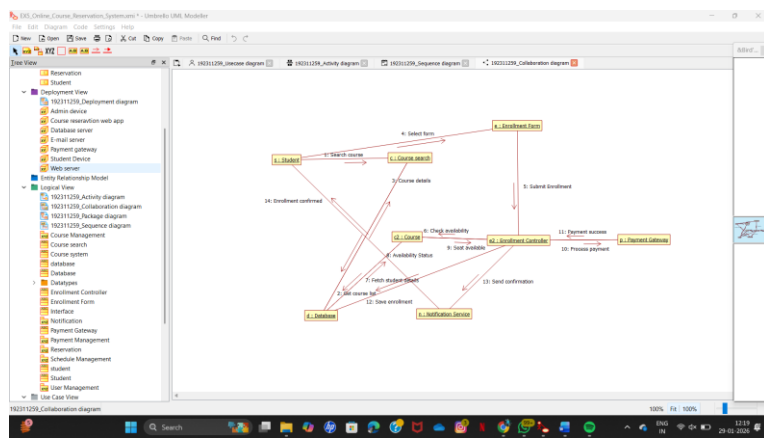 EX5_Online_Course_Reservation_System.xmi * - Umbrello UML Modeller
File Edit Diagram Code Settings Help
New Open Save Cut Copy Paste Find
XYZ
Tree View
192311259_Usecase diagram
192311259_Activity diagram
192311259_Sequence diagram
192311259_Collaboration diagram
Reservation
Student
Deployment View
192311259_Deployment diagram
Admin device
Course reseravtion web app
Database server
E-mail server
Payment gateway
Student Device
Web server
Entity Relationship Model
Logical View
192311259_Activity diagram
192311259_Collaboration diagram
192311259_Package diagram
192311259_Sequence diagram
Course Management
Course search
Course system
database
Database
Datatypes
Enrollment Controller
Enrollment Form
Interface
Notification
Payment Gateway
Payment Management
Reservation
Schedule Management
student
Student
User Management
Use Case View
e : Enrollment Form
4: Select form
1: Search course
s : Student
c : Course search
3: Course details
5: Submit Enrollment
14: Enrollment confirmed
6: Check availability
11: Payment success
c2 : Course
e2 : Enrollment Controller
p : Payment Gateway
9: Seat available
10: Process payment
8: Availability Status
7: Fetch student details
13: Send confirmation
12: Save enrollment
d : Database
n : Notification Service
192311259_Collaboration diagram
100% Fit 100%
Search
ENG
IN
12:19
29-01-2026